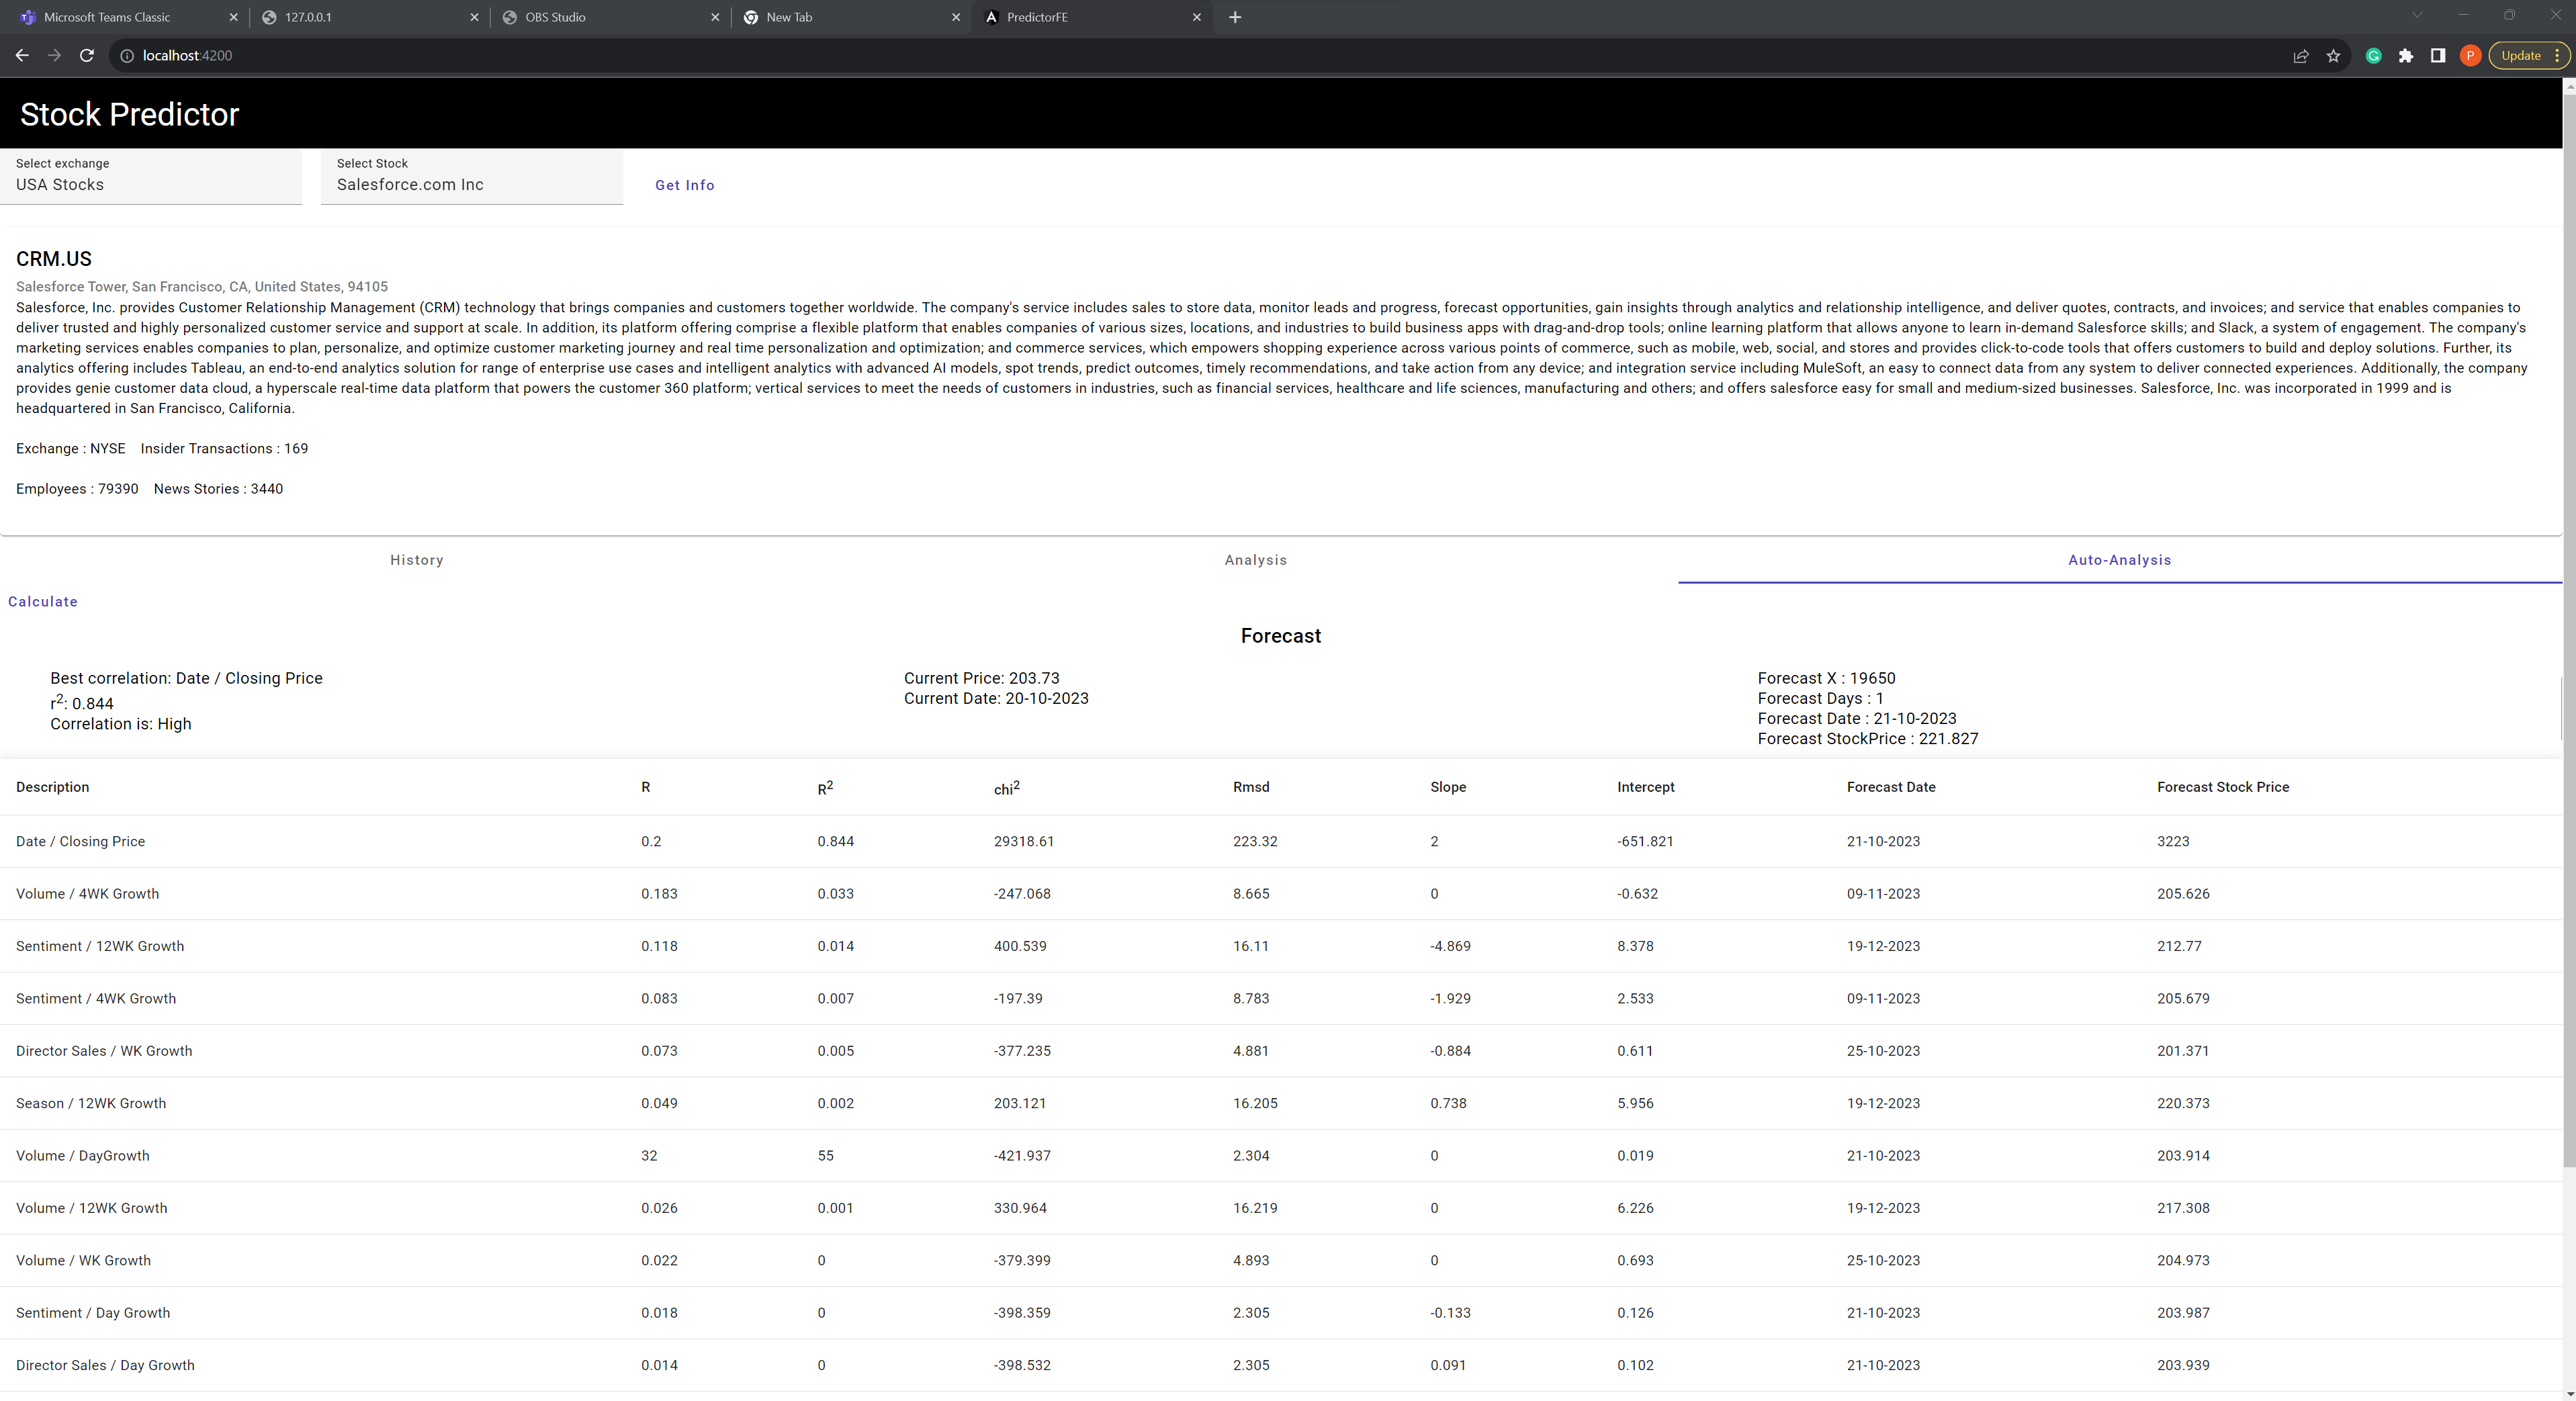 Microsoft Teams Classic
127.0.0.1
OBS Studio
New Tab
PredictorFE
localhost:4200
P
Update
Stock Predictor
Select exchange
USA Stocks
Select Stock
Salesforce.com Inc
Get Info
CRM.US
Salesforce Tower, San Francisco, CA, United States, 94105
Salesforce, Inc. provides Customer Relationship Management (CRM) technology that brings companies and customers together worldwide. The company's service includes sales to store data, monitor leads and progress, forecast opportunities, gain insights through analytics and relationship intelligence, and deliver quotes, contracts, and invoices; and service that enables companies to
deliver trusted and highly personalized customer service and support at scale. In addition, its platform offering comprise a flexible platform that enables companies of various sizes, locations, and industries to build business apps with drag-and-drop tools; online learning platform that allows anyone to learn in-demand Salesforce skills; and Slack, a system of engagement. The company's
marketing services enables companies to plan, personalize, and optimize customer marketing journey and real time personalization and optimization; and commerce services, which empowers shopping experience across various points of commerce, such as mobile, web, social, and stores and provides click-to-code tools that offers customers to build and deploy solutions. Further, its
analytics offering includes Tableau, an end-to-end analytics solution for range of enterprise use cases and intelligent analytics with advanced AI models, spot trends, predict outcomes, timely recommendations, and take action from any device; and integration service including MuleSoft, an easy to connect data from any system to deliver connected experiences. Additionally, the company
provides genie customer data cloud, a hyperscale real-time data platform that powers the customer 360 platform; vertical services to meet the needs of customers in industries, such as financial services, healthcare and life sciences, manufacturing and others; and offers salesforce easy for small and medium-sized businesses. Salesforce, Inc. was incorporated in 1999 and is
headquartered in San Francisco, California.
Exchange : NYSE Insider Transactions : 169
Employees : 79390 News Stories : 3440
History Analysis Auto-Analysis
Calculate
Forecast
Best correlation: Date / Closing Price
r²: 0.844
Correlation is: High
Current Price: 203.73
Current Date: 20-10-2023
Forecast X : 19650
Forecast Days : 1
Forecast Date : 21-10-2023
Forecast StockPrice : 221.827
Description R R² chi² Rmsd Slope Intercept Forecast Date Forecast Stock Price
Date / Closing Price 0.2 0.844 29318.61 223.32 2 -651.821 21-10-2023 3223
Volume / 4WK Growth 0.183 0.033 -247.068 8.665 0 -0.632 09-11-2023 205.626
Sentiment / 12WK Growth 0.118 0.014 400.539 16.11 -4.869 8.378 19-12-2023 212.77
Sentiment / 4WK Growth 0.083 0.007 -197.39 8.783 -1.929 2.533 09-11-2023 205.679
Director Sales / WK Growth 0.073 0.005 -377.235 4.881 -0.884 0.611 25-10-2023 201.371
Season / 12WK Growth 0.049 0.002 203.121 16.205 0.738 5.956 19-12-2023 220.373
Volume / DayGrowth 32 55 -421.937 2.304 0 0.019 21-10-2023 203.914
Volume / 12WK Growth 0.026 0.001 330.964 16.219 0 6.226 19-12-2023 217.308
Volume / WK Growth 0.022 0 -379.399 4.893 0 0.693 25-10-2023 204.973
Sentiment / Day Growth 0.018 0 -398.359 2.305 -0.133 0.126 21-10-2023 203.987
Director Sales / Day Growth 0.014 0 -398.532 2.305 0.091 0.102 21-10-2023 203.939